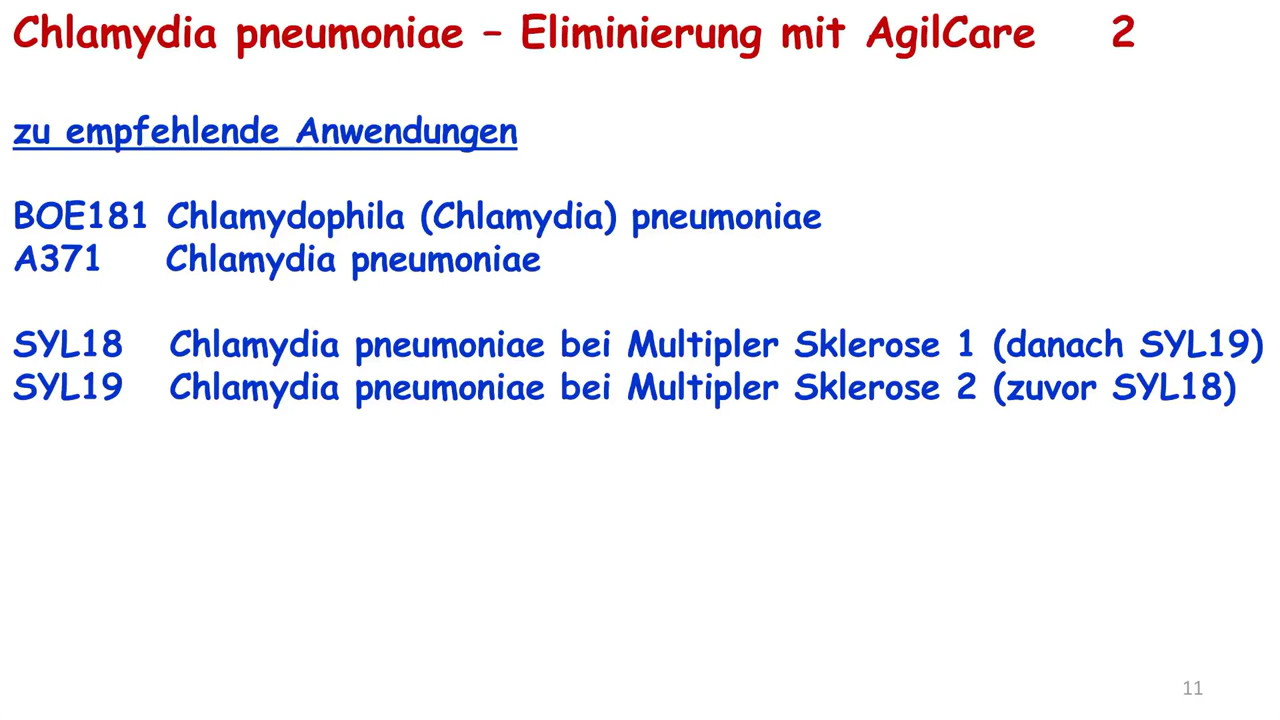 Chlamydia pneumoniae – Eliminierung mit AgilCare 2
zu empfehlende Anwendungen
BOE181 Chlamydophila (Chlamydia) pneumoniae
A371 Chlamydia pneumoniae
SYL18 Chlamydia pneumoniae bei Multipler Sklerose 1 (danach SYL19)
SYL19 Chlamydia pneumoniae bei Multipler Sklerose 2 (zuvor SYL18)
11